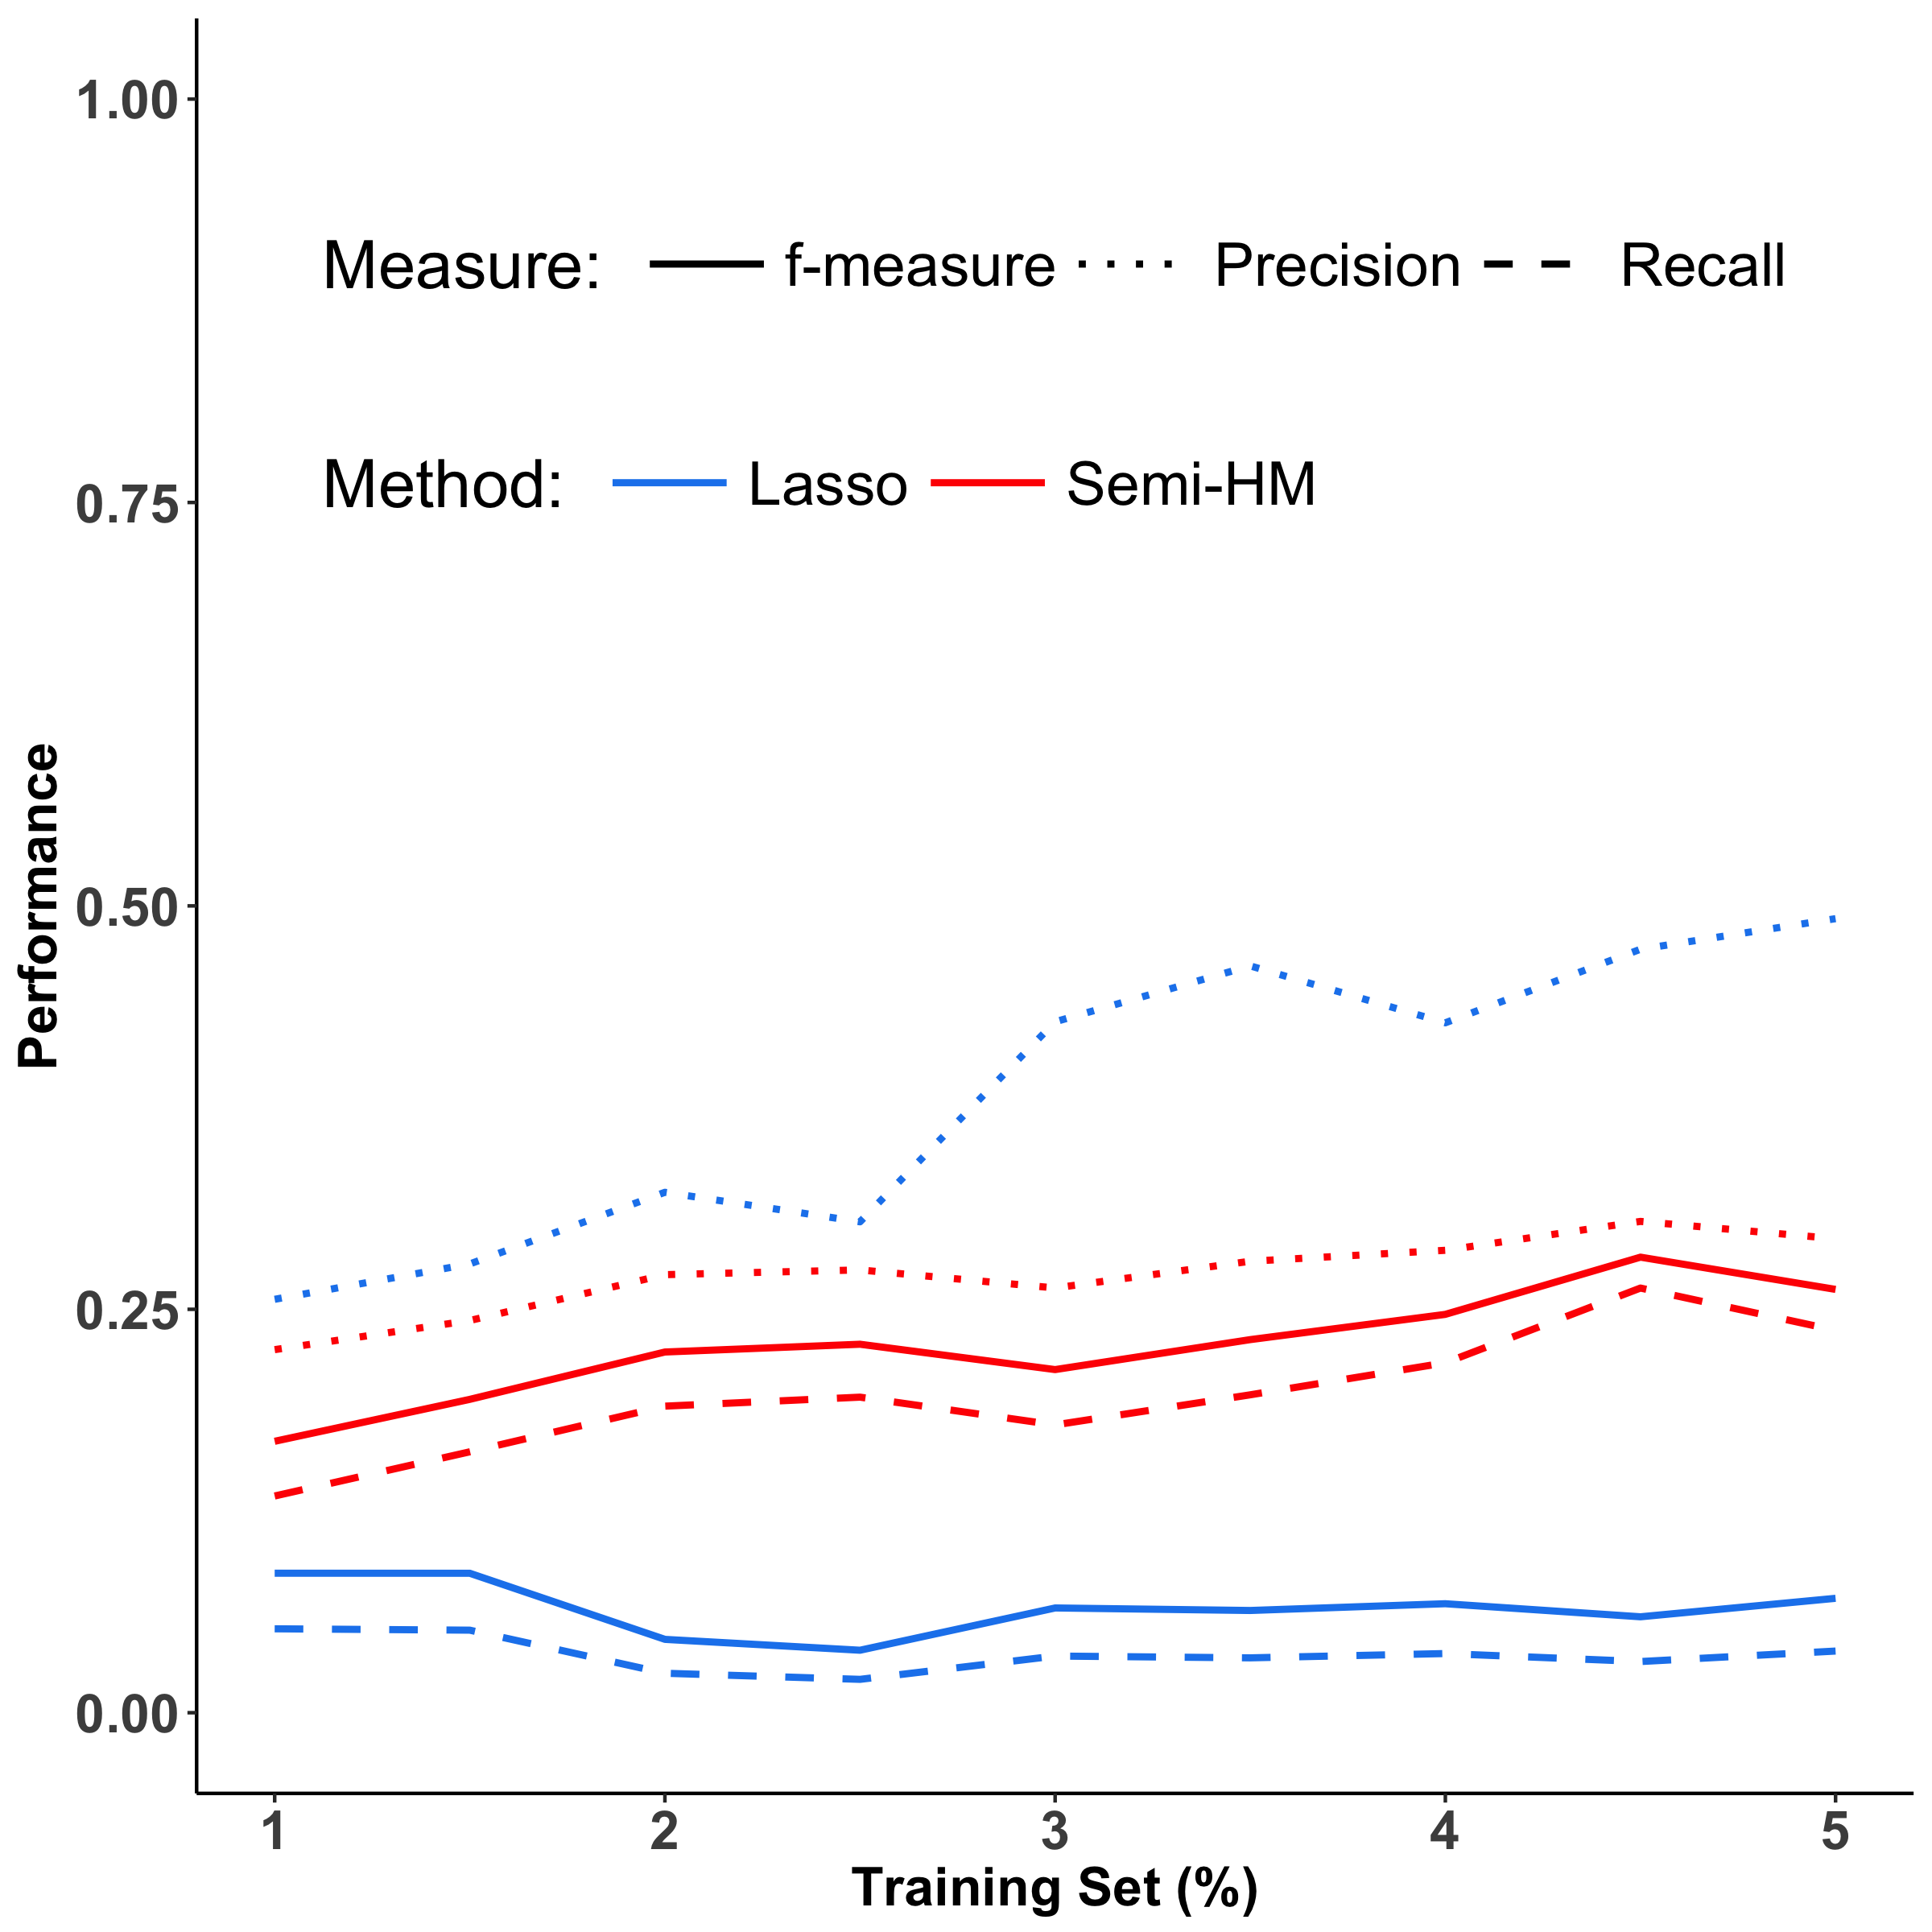 1.00
Measure: f-measure Precision Recall
Method: Lasso Semi-HM
0.75
Performance
0.50
0.25
0.00
1 2 3 4 5
Training Set (%)